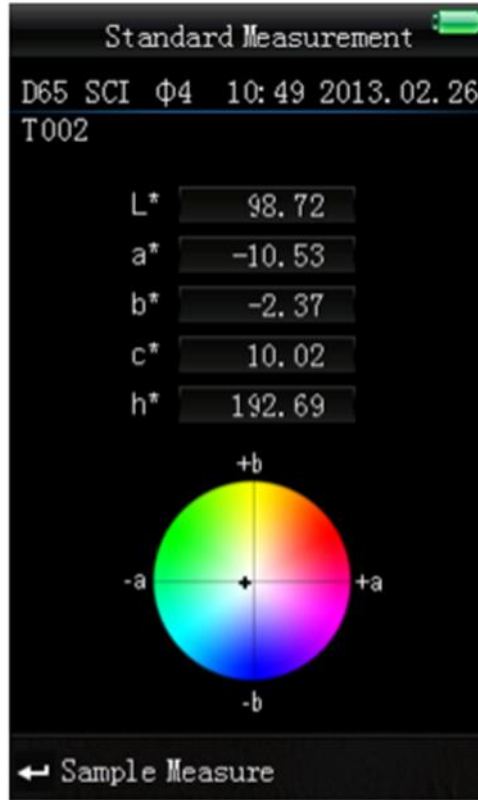 Standard Measurement
D65 SCI Φ4 10:49 2013.02.26
T002
L* 98.72
a* -10.53
b* -2.37
c* 10.02
h* 192.69
+b
-a +a
-b
Sample Measure